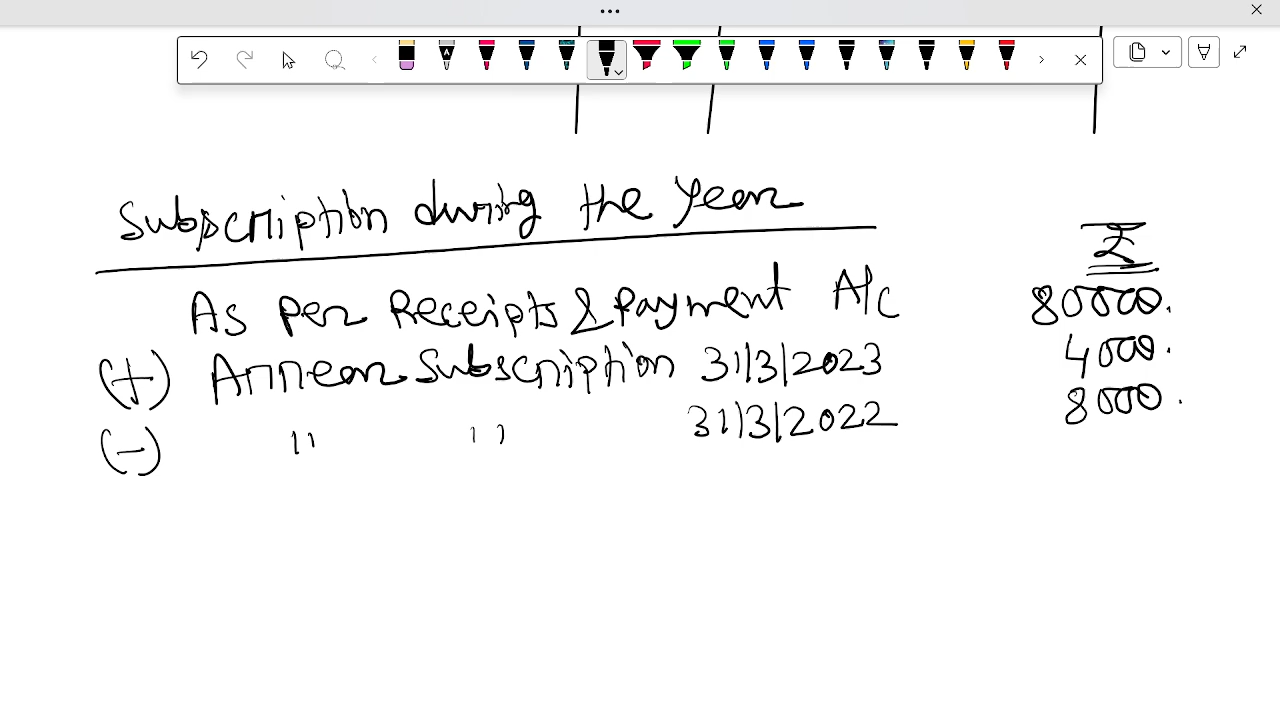 Subscription during the Year
₹
As per Receipts & Payment A/c 80000.
(+) Arrear Subscription 31/3/2023 4000.
(-) " " 31/3/2022 8000.